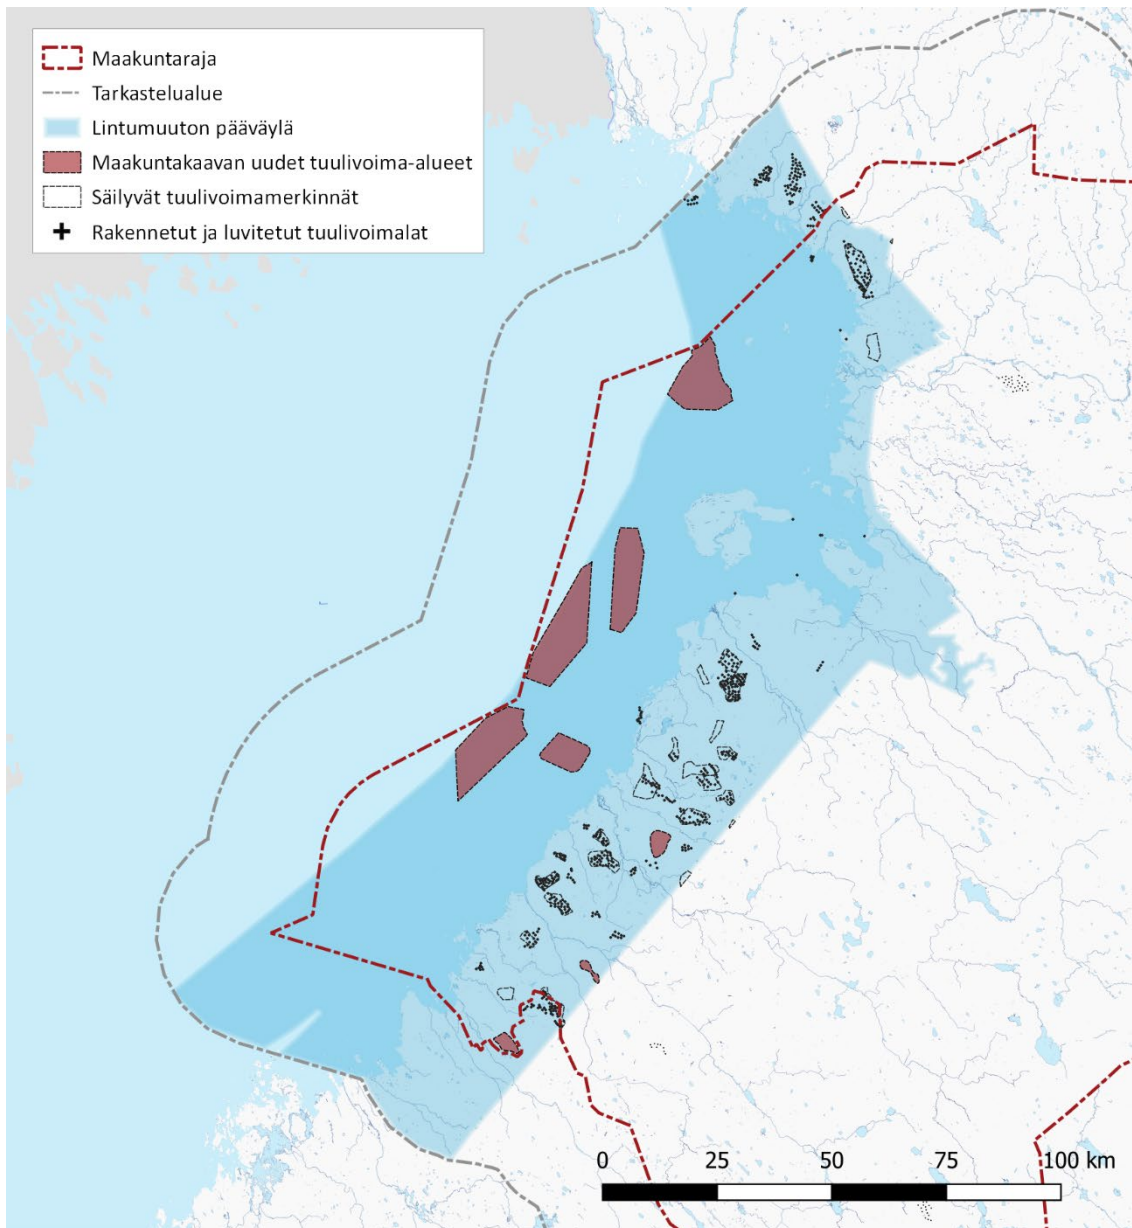 Maakuntaraja
Tarkastelualue
Lintumuuton pääväylä
Maakuntakaavan uudet tuulivoima-alueet
Säilyvät tuulivoimamerkinnät
Rakennetut ja luvitetut tuulivoimalat
0 25 50 75 100 km